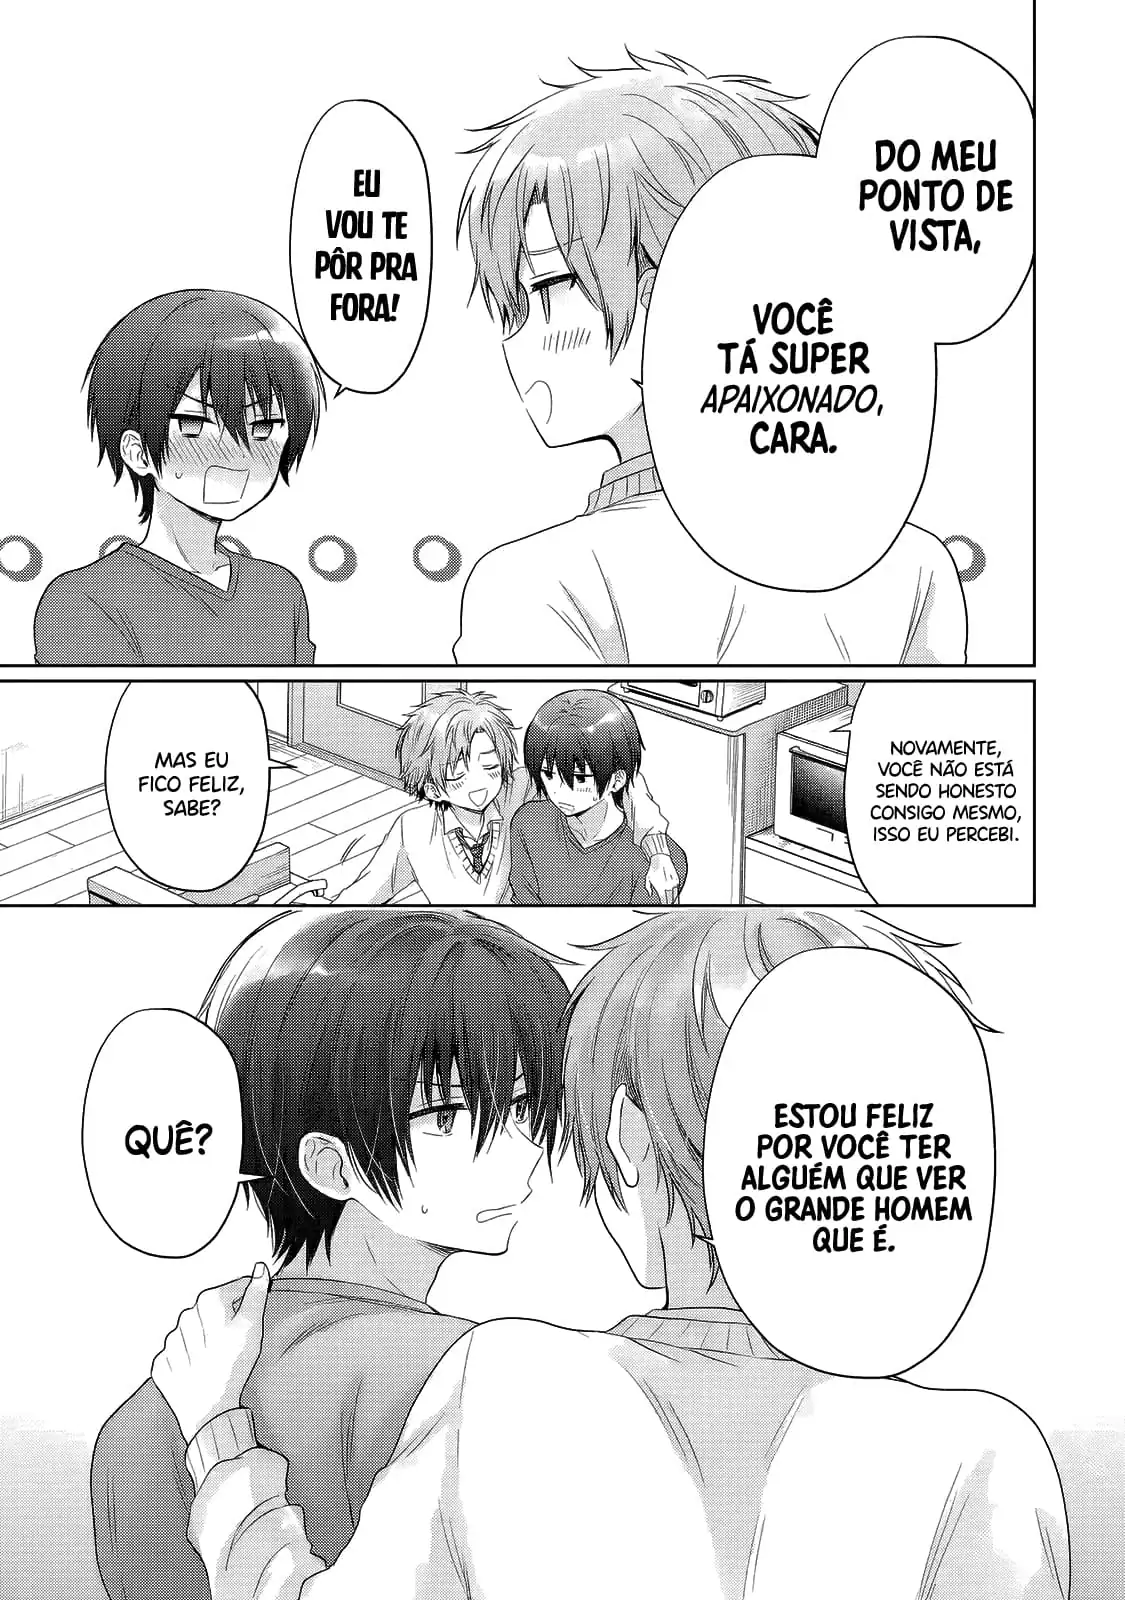 DO MEU
PONTO DE
VISTA,
VOCÊ
TÁ SUPER
APAIXONADO,
CARA.
EU
VOU TE
PÔR PRA
FORA!
NOVAMENTE,
VOCÊ NÃO ESTÁ
SENDO HONESTO
CONSIGO MESMO,
ISSO EU PERCEBI.
MAS EU
FICO FELIZ,
SABE?
ESTOU FELIZ
POR VOCÊ TER
ALGUÉM QUE VER
O GRANDE HOMEM
QUE É.
QUÊ?